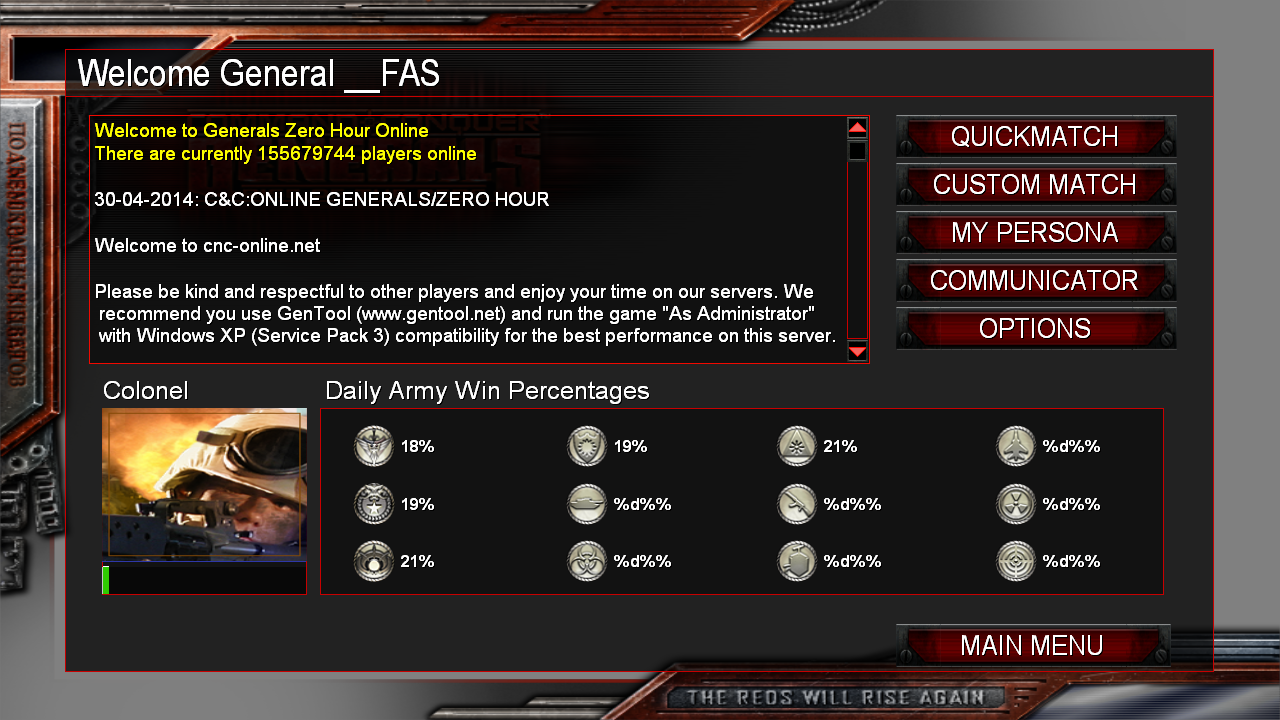 Welcome General __FAS
Welcome to Generals Zero Hour Online
There are currently 155679744 players online
30-04-2014: C&C:ONLINE GENERALS/ZERO HOUR
Welcome to cnc-online.net
Please be kind and respectful to other players and enjoy your time on our servers. We
recommend you use GenTool (www.gentool.net) and run the game "As Administrator"
with Windows XP (Service Pack 3) compatibility for the best performance on this server.
QUICKMATCH
CUSTOM MATCH
MY PERSONA
COMMUNICATOR
OPTIONS
Colonel
Daily Army Win Percentages
18% 19% 21% %d%%
19% %d%% %d%% %d%%
21% %d%% %d%% %d%%
MAIN MENU
THE REDS WILL RISE AGAIN